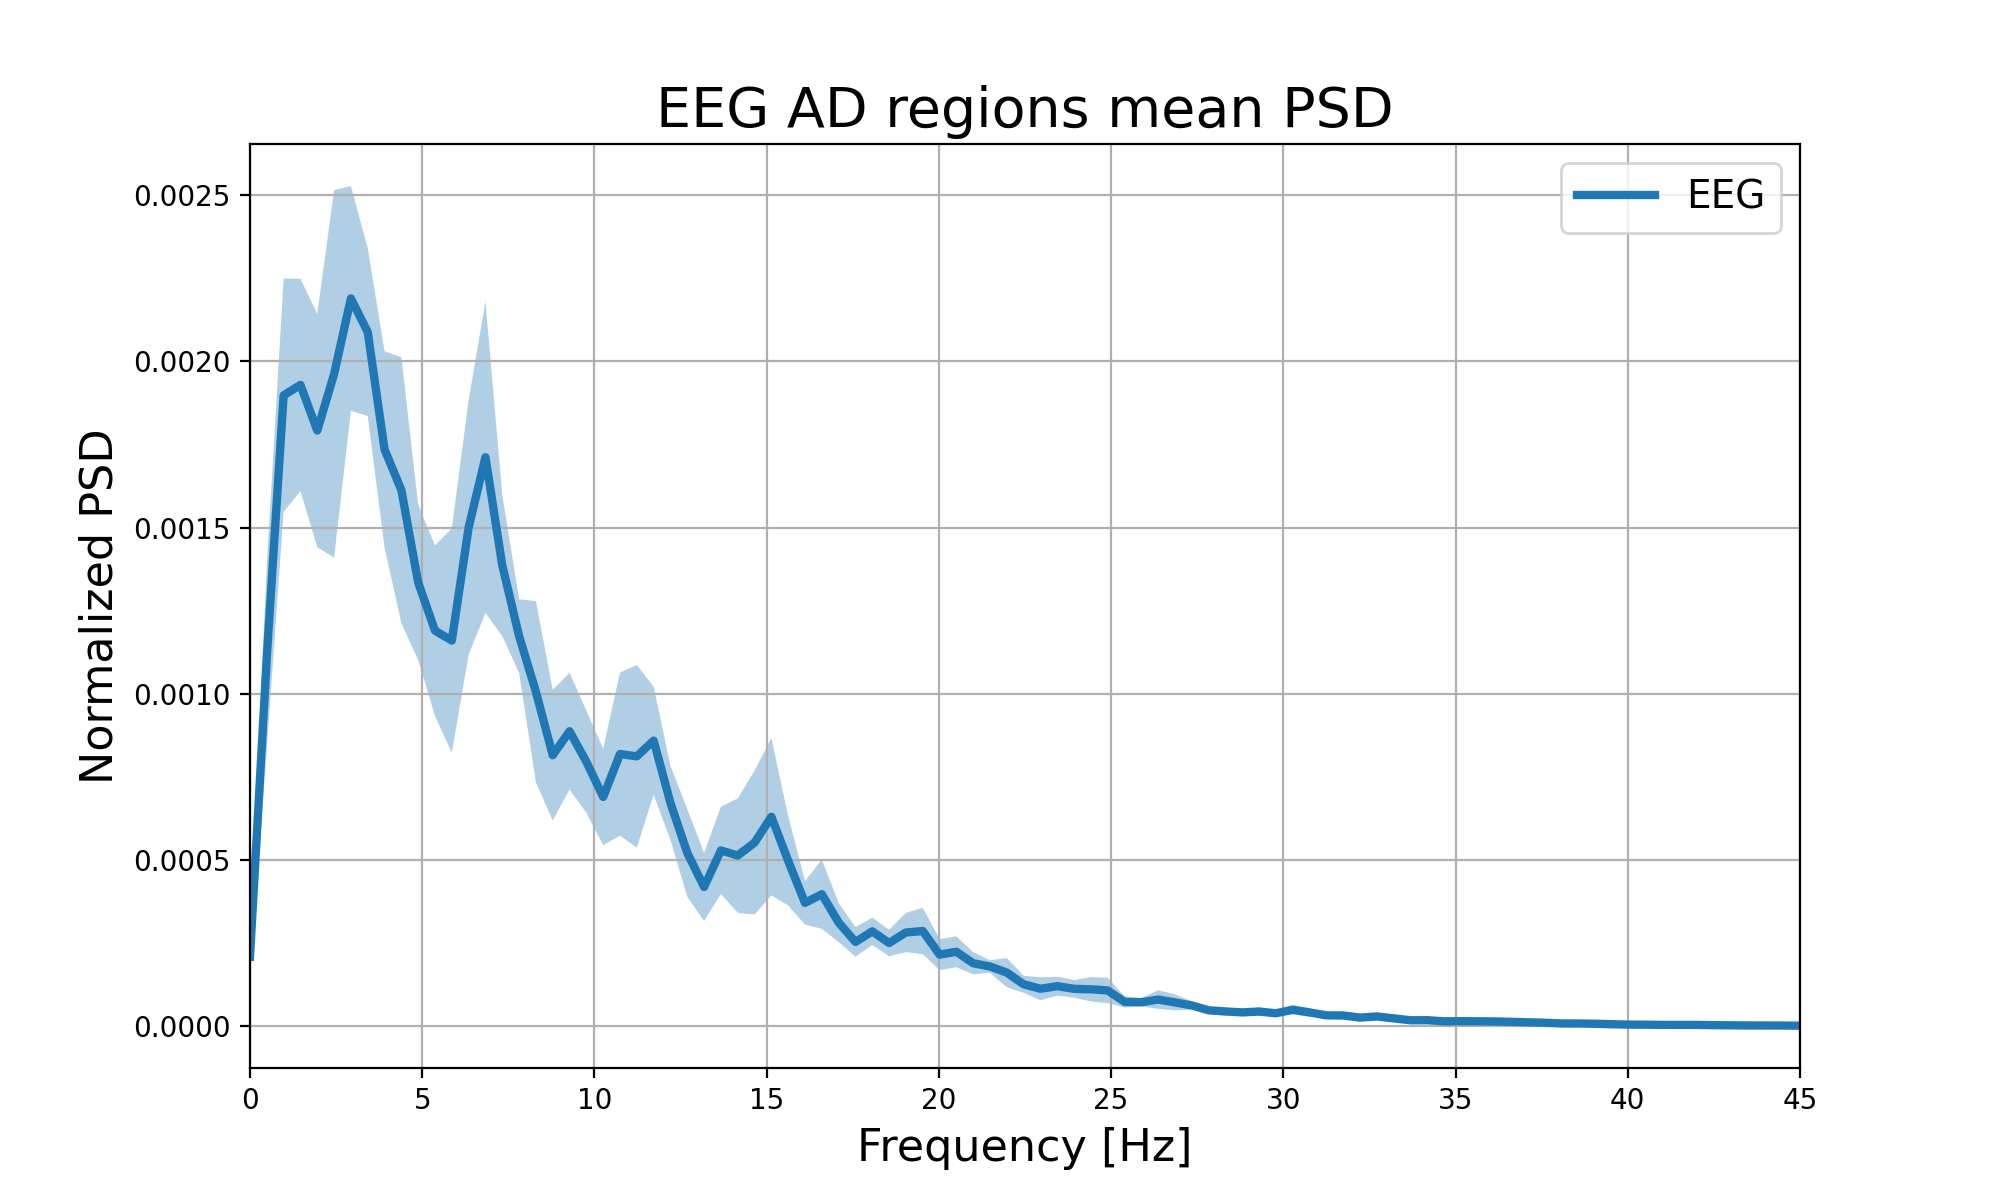 EEG AD regions mean PSD
EEG
Normalized PSD
0.0025
0.0020
0.0015
0.0010
0.0005
0.0000
0 5 10 15 20 25 30 35 40 45
Frequency [Hz]